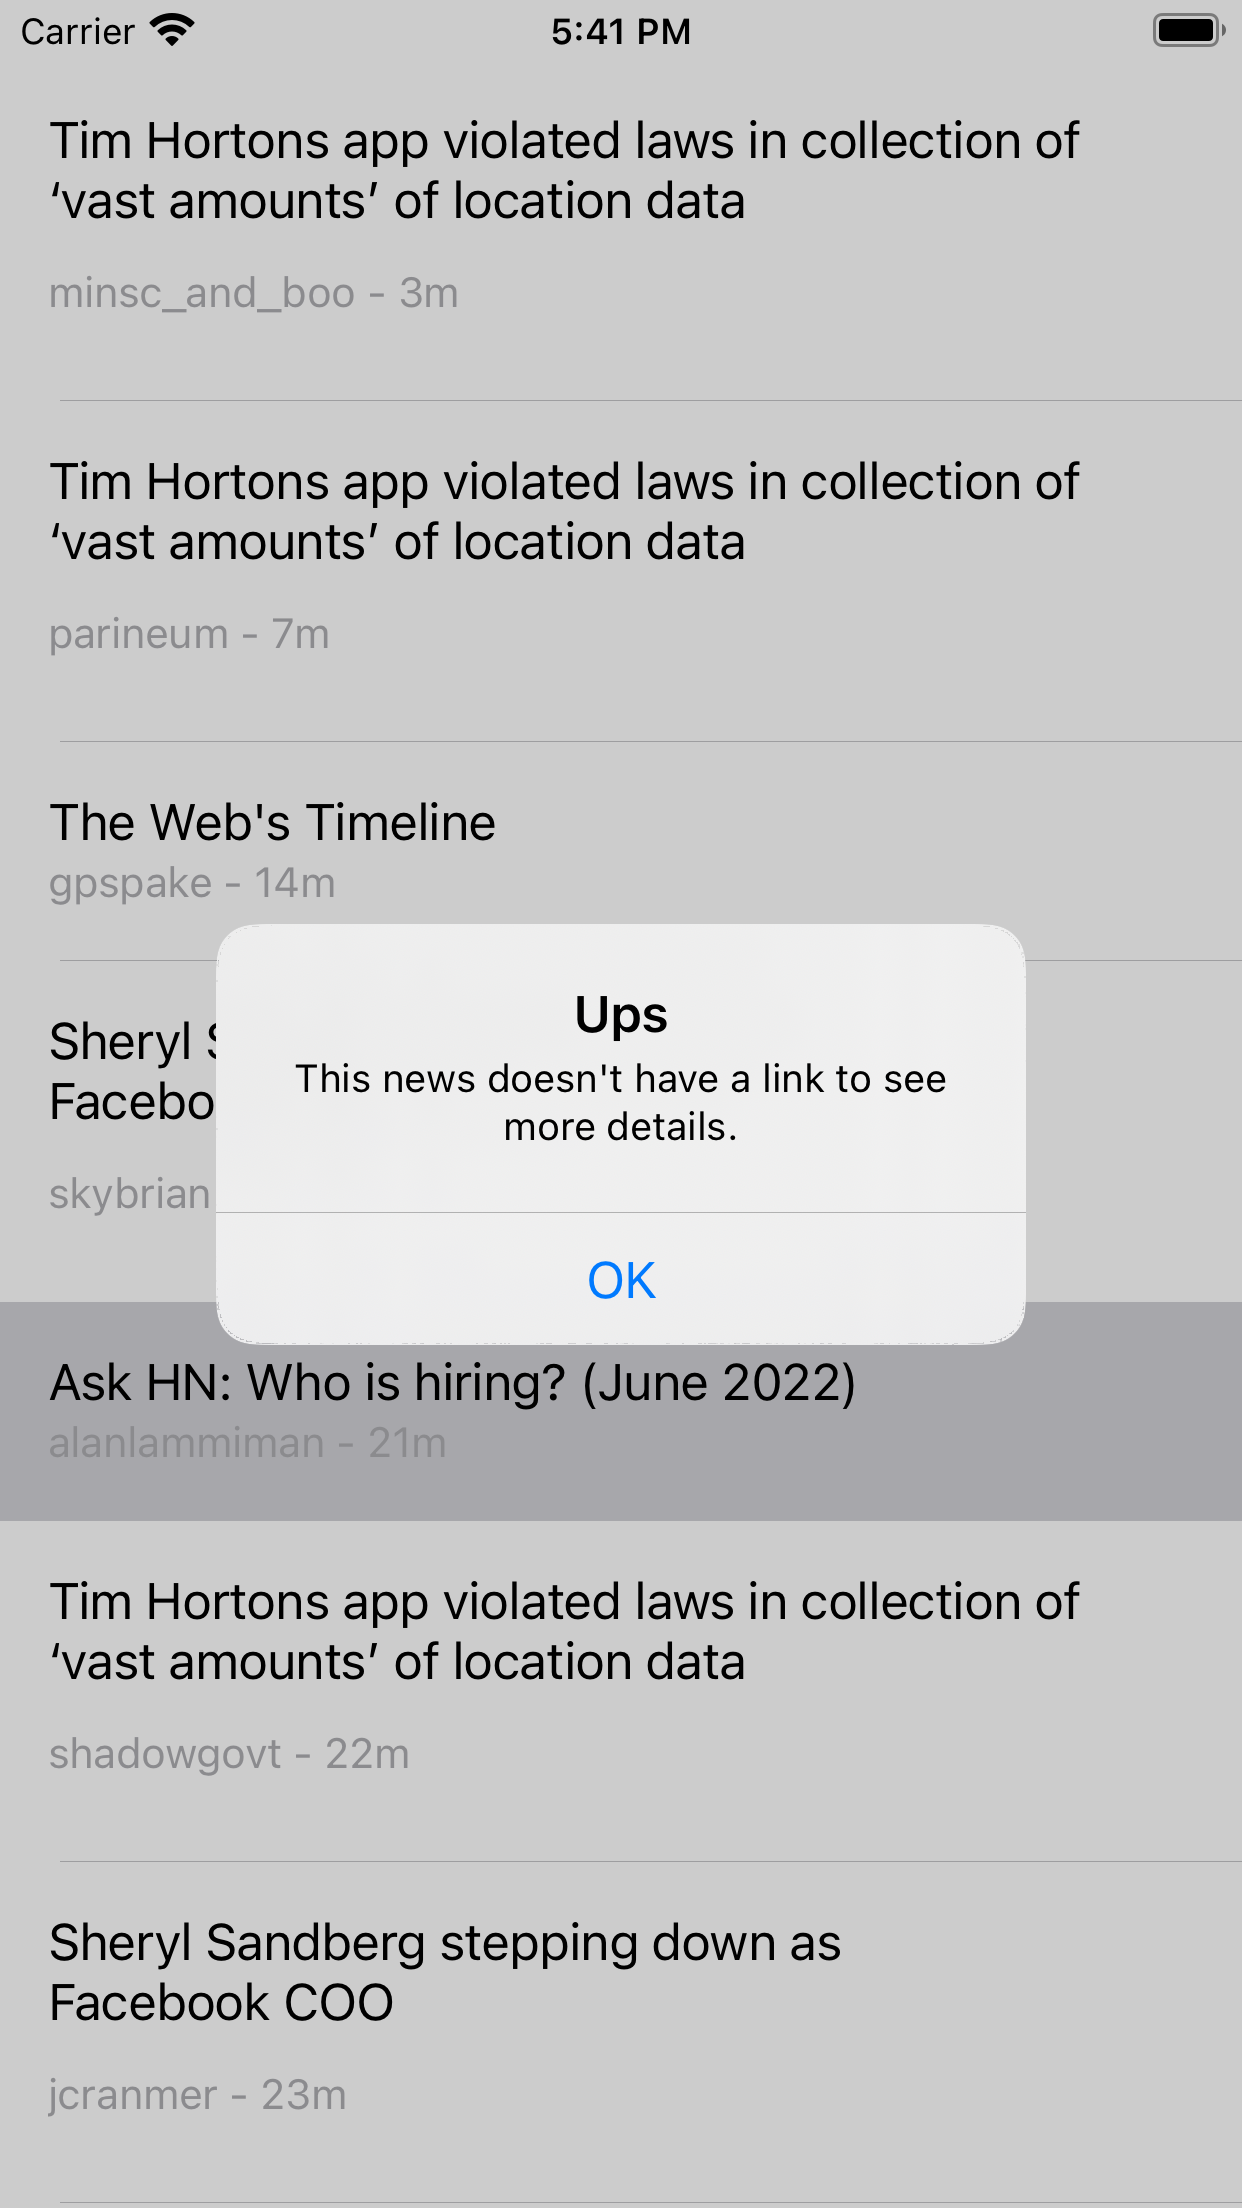 Carrier 5:41 PM
Tim Hortons app violated laws in collection of
‘vast amounts’ of location data
minsc_and_boo - 3m
Tim Hortons app violated laws in collection of
‘vast amounts’ of location data
parineum - 7m
The Web's Timeline
gpspake - 14m
Sheryl
Facebo
skybrian
Ups
This news doesn't have a link to see
more details.
OK
Ask HN: Who is hiring? (June 2022)
alanlammiman - 21m
Tim Hortons app violated laws in collection of
‘vast amounts’ of location data
shadowgovt - 22m
Sheryl Sandberg stepping down as
Facebook COO
jcranmer - 23m